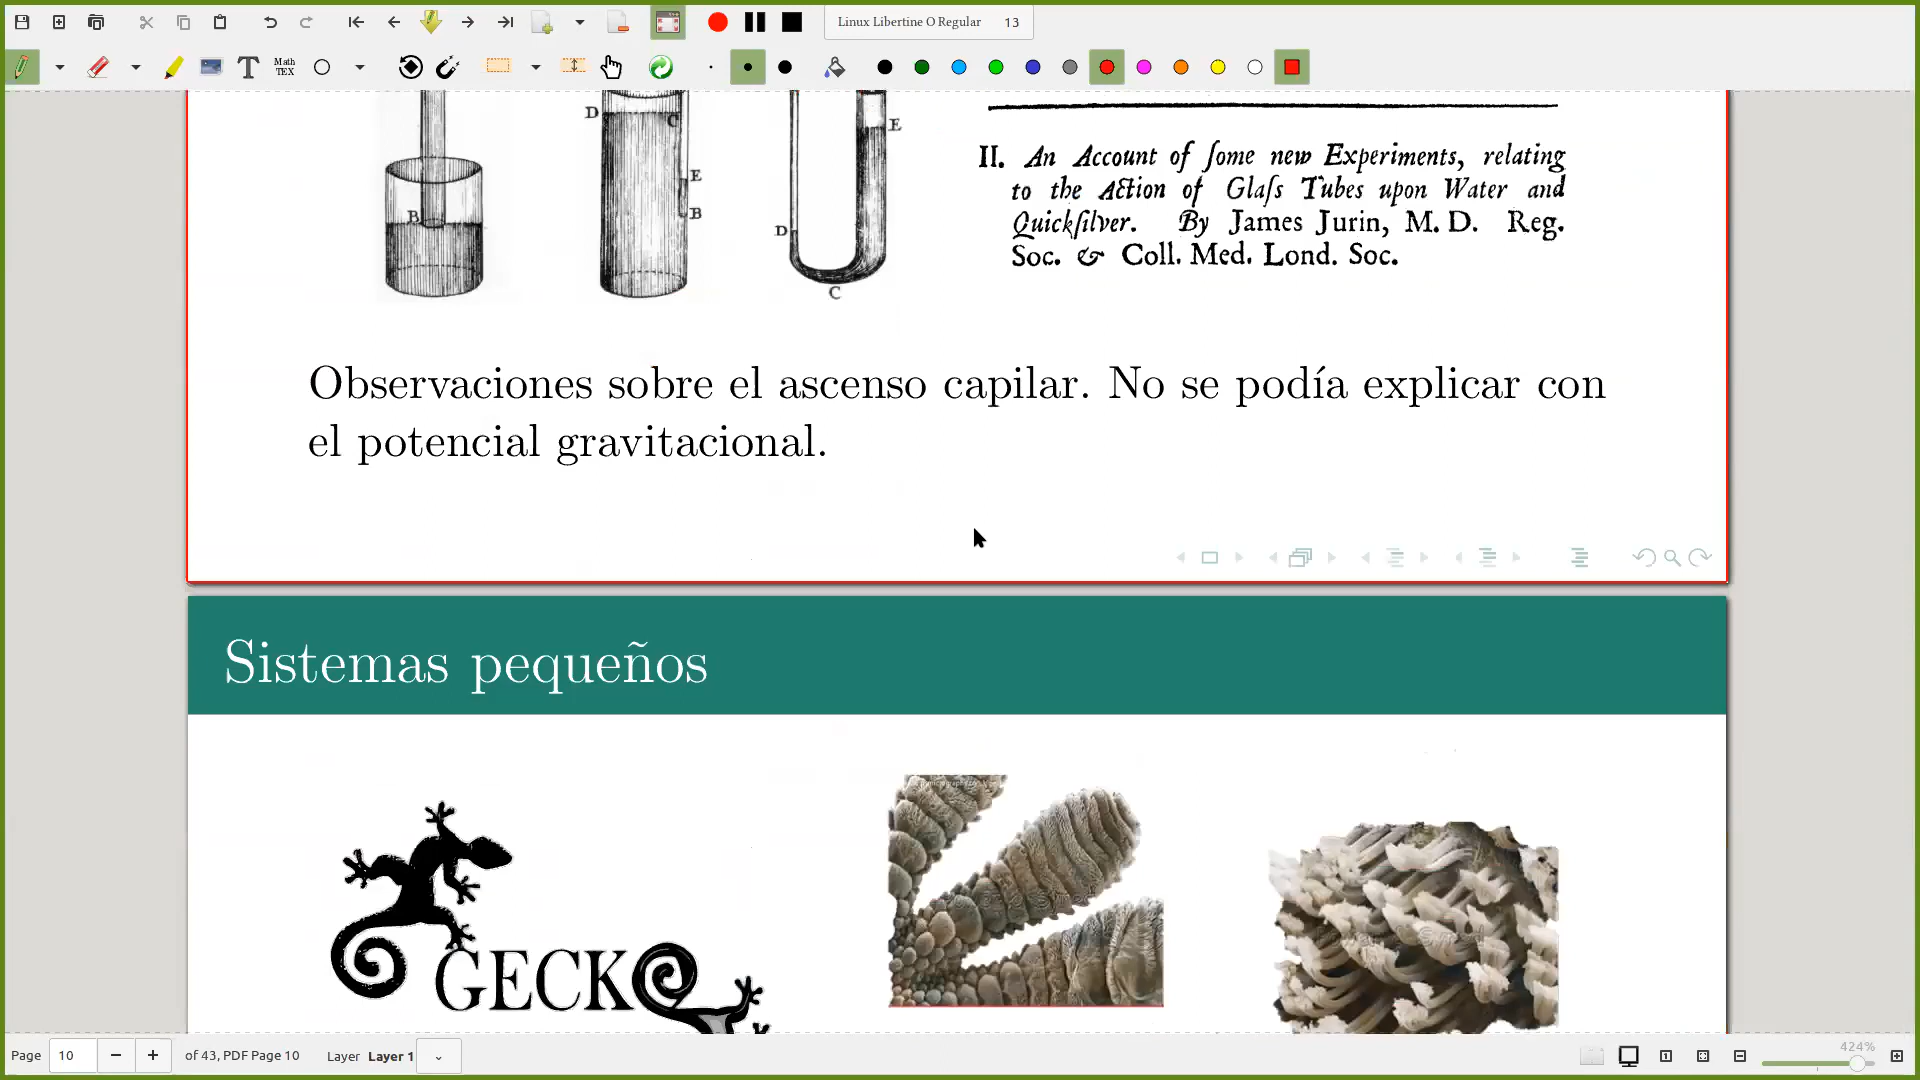 Linux Libertine O Regular 13
Math
TEX
B
D
C
E
B
E
D
C
II. An Account of ſome new Experiments, relating
to the Action of Glaſs Tubes upon Water and
Quickſilver. By James Jurin, M. D. Reg.
Soc. & Coll. Med. Lond. Soc.
Observaciones sobre el ascenso capilar. No se podía explicar con
el potencial gravitacional.
Sistemas pequeños
GECKO
Page 10 of 43, PDF Page 10 Layer Layer 1
424%